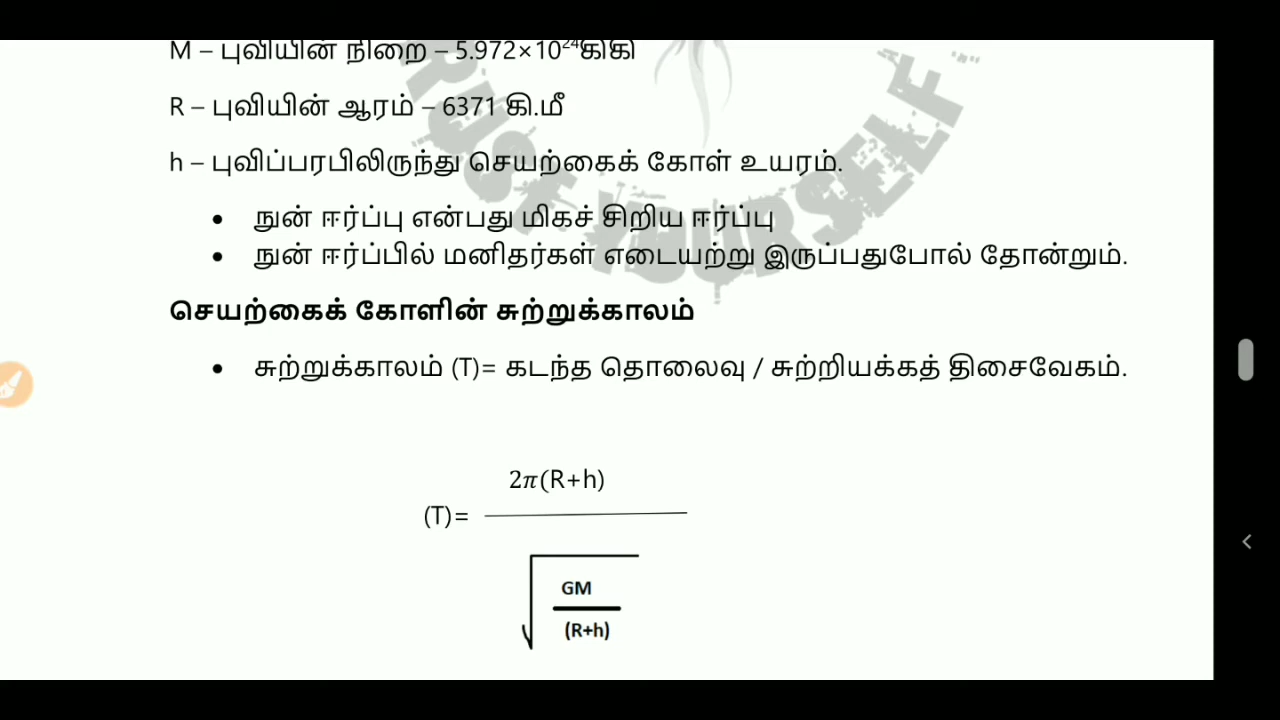 M – புவியின் நிறை – 5.972×10²⁴கிகி
R – புவியின் ஆரம் – 6371 கி.மீ
h – புவிப்பரபிலிருந்து செயற்கைக் கோள் உயரம்.
• நுன் ஈர்ப்பு என்பது மிகச் சிறிய ஈர்ப்பு
• நுன் ஈர்ப்பில் மனிதர்கள் எடையற்று இருப்பதுபோல் தோன்றும்.
செயற்கைக் கோளின் சுற்றுக்காலம்
• சுற்றுக்காலம் (T)= கடந்த தொலைவு / சுற்றியக்கத் திசைவேகம்.
2π(R+h)
(T)=
GM
(R+h)